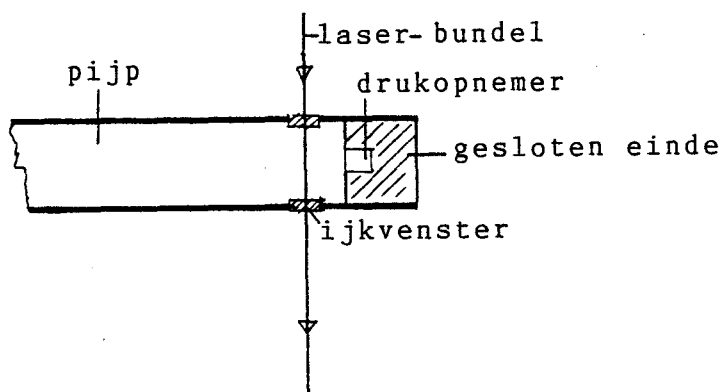 laser-bundel
pijp
drukopnemer
gesloten einde
ijkvenster